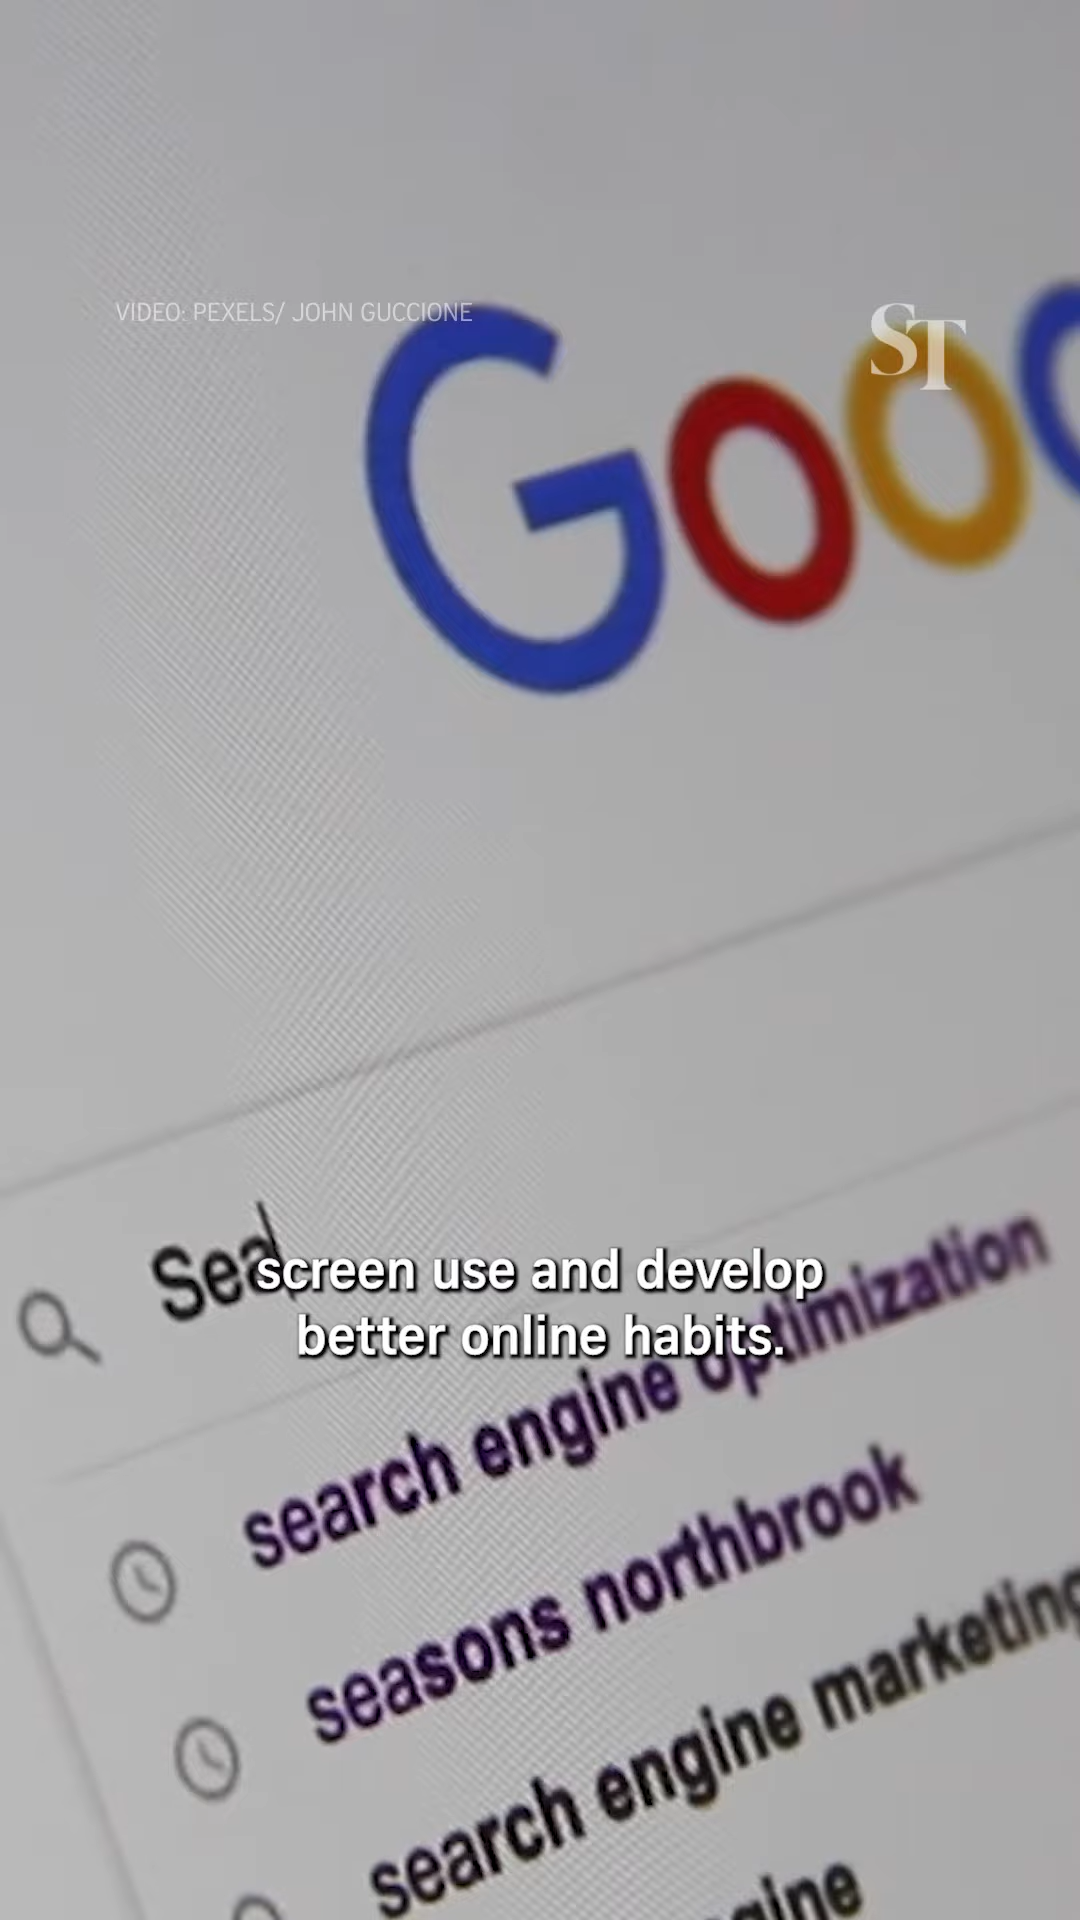 VIDEO: PEXELS/ JOHN GUCCIONE
ST
Goo
Sea
screen use and develop
better online habits.
search engine optimization
seasons northbrook
search engine marketing